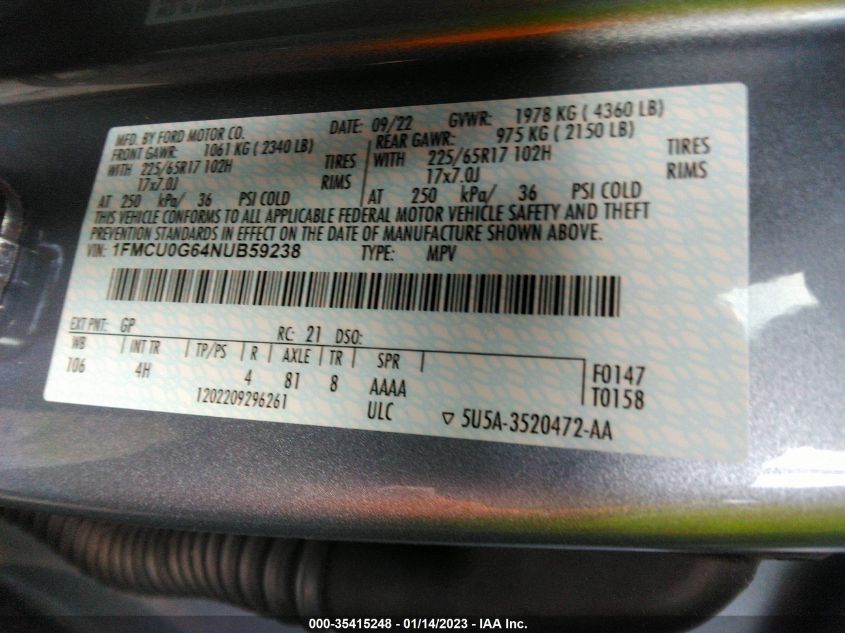 MFD. BY FORD MOTOR CO. DATE: 09/22 GVWR: 1978 KG ( 4360 LB)
FRONT GAWR: 1061 KG ( 2340 LB) REAR GAWR: 975 KG ( 2150 LB)
WITH 225/65R17 102H TIRES WITH 225/65R17 102H TIRES
17x7.0J RIMS 17x7.0J RIMS
AT 250 kPa/ 36 PSI COLD AT 250 kPa/ 36 PSI COLD
THIS VEHICLE CONFORMS TO ALL APPLICABLE FEDERAL MOTOR VEHICLE SAFETY AND THEFT
PREVENTION STANDARDS IN EFFECT ON THE DATE OF MANUFACTURE SHOWN ABOVE.
VIN: 1FMCU0G64NUB59238 TYPE: MPV
EXT PNT: GP RC: 21 DSO:
WB INT TR TP/PS R AXLE TR SPR
106 4H 4 81 8 AAAA F0147
1202209296261 ULC T0158
▽ 5U5A-3520472-AA
000-35415248 - 01/14/2023 - IAA Inc.